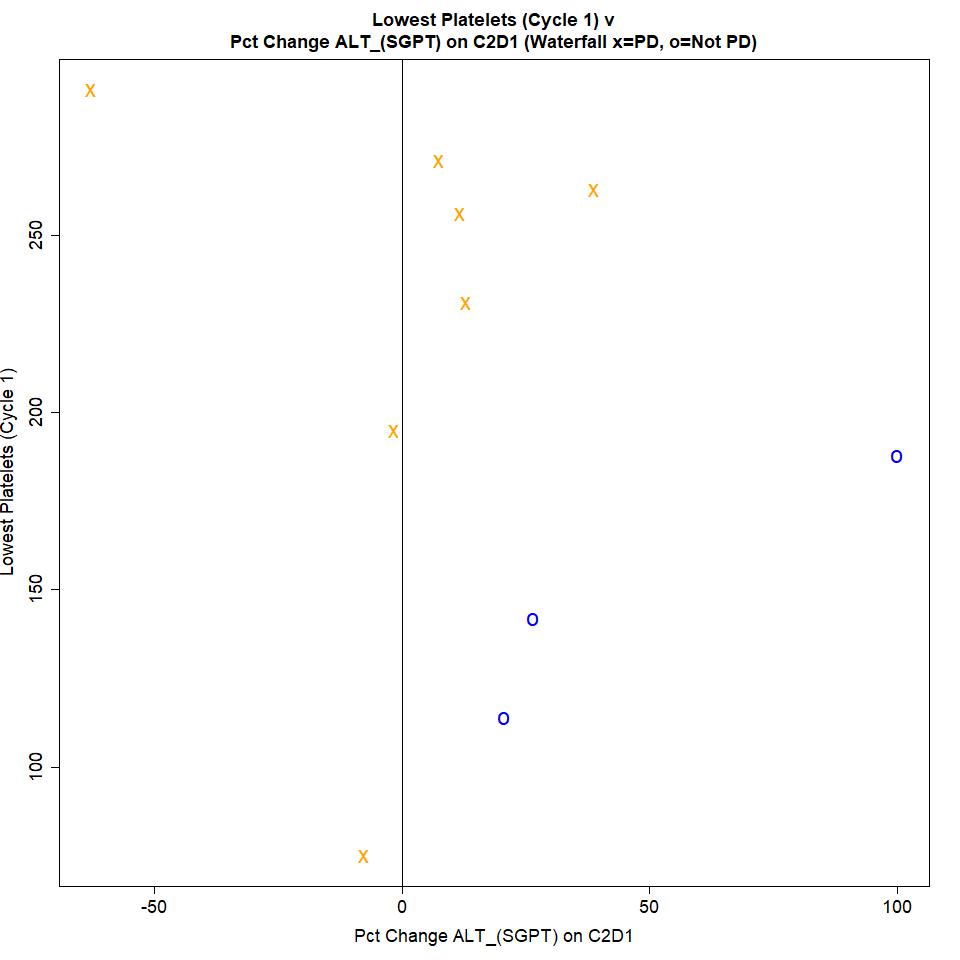 Lowest Platelets (Cycle 1) v
Pct Change ALT_(SGPT) on C2D1 (Waterfall x=PD, o=Not PD)
X
X
X
X
250
X
Lowest Platelets (Cycle 1)
200
X
O
150
O
O
100
X
-50 0 50 100
Pct Change ALT_(SGPT) on C2D1